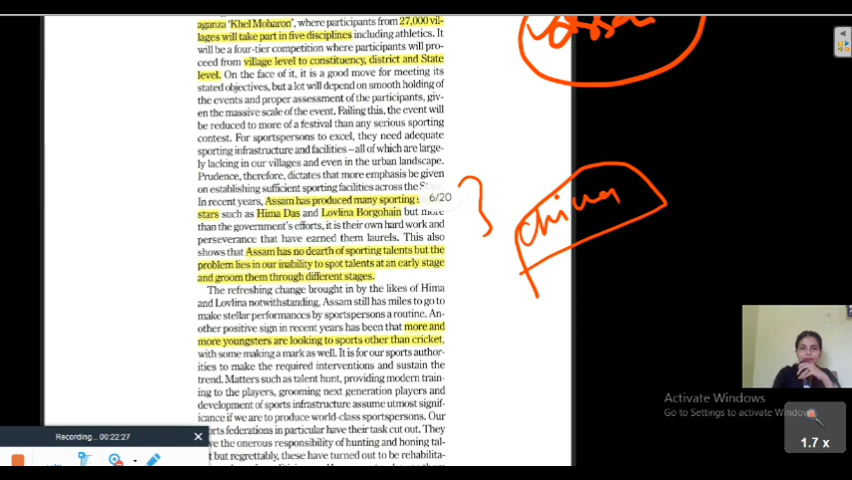 aganza 'Khel Moharon', where participants from 27,000 vil-
lages will take part in five disciplines including athletics. It
will be a four-tier competition where participants will pro-
ceed from village level to constituency, district and State
level. On the face of it, it is a good move for meeting its
stated objectives, but a lot will depend on smooth holding of
the events and proper assessment of the participants, giv-
en the massive scale of the event. Failing this, the event will
be reduced to more of a festival than any serious sporting
contest. For sportspersons to excel, they need adequate
sporting infrastructure and facilities – all of which are large-
ly lacking in our villages and even in the urban landscape.
Prudence, therefore, dictates that more emphasis be given
on establishing sufficient sporting facilities across the
In recent years, Assam has produced many sporting
6/20
stars such as Hima Das and Lovlina Borgohain but more
than the government's efforts, it is their own hard work and
perseverance that have earned them laurels. This also
shows that Assam has no dearth of sporting talents but the
problem lies in our inability to spot talents at an early stage
and groom them through different stages.
The refreshing change brought in by the likes of Hima
and Lovlina notwithstanding, Assam still has miles to go to
make stellar performances by sportspersons a routine. An-
other positive sign in recent years has been that more and
more youngsters are looking to sports other than cricket,
with some making a mark as well. It is for our sports author-
ities to make the required interventions and sustain the
trend. Matters such as talent hunt, providing modern train-
ing to the players, grooming next generation players and
development of sports infrastructure assume utmost signif-
icance if we are to produce world-class sportspersons. Our
federations in particular have their task cut out. They
the onerous responsibility of hunting and honing tal-
but regrettably, these have turned out to be rehabilita-
China
Recording... 00:22:27
Activate Windows
Go to Settings to activate Windows.
1.7 x